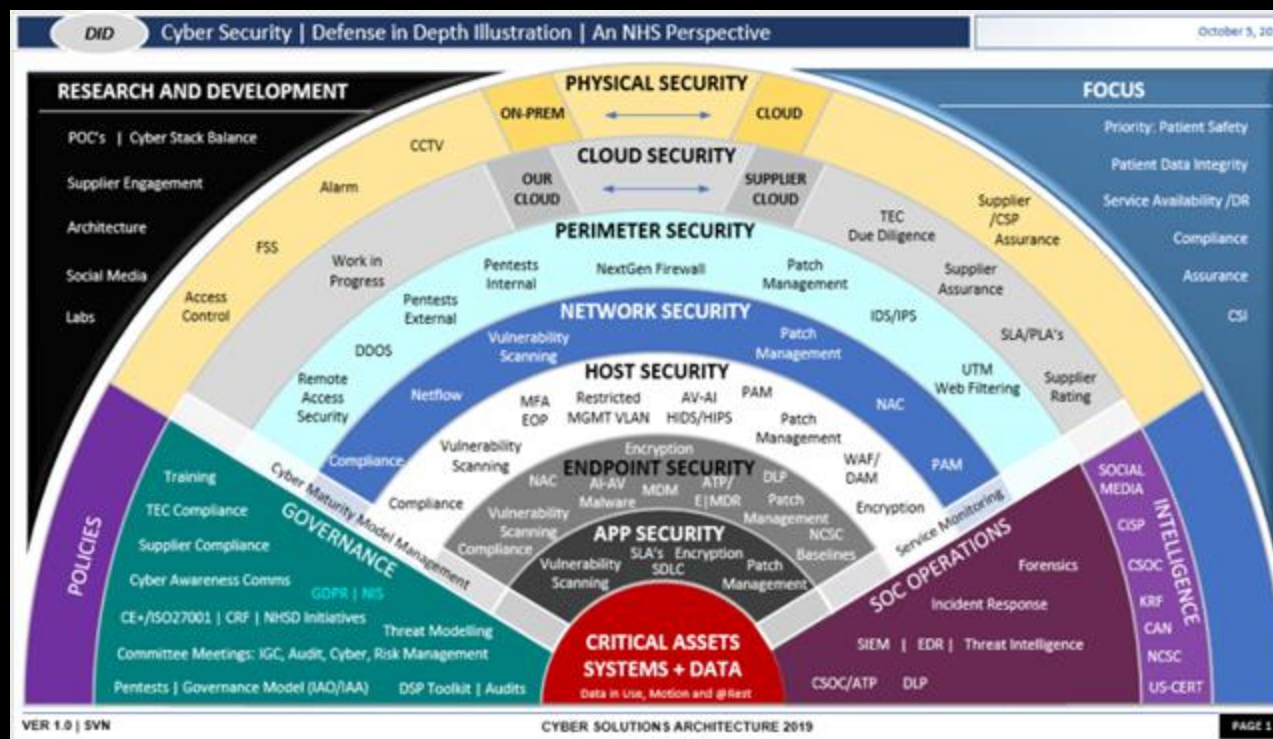 DID
Cyber Security | Defense in Depth Illustration | An NHS Perspective
October 5, 20
RESEARCH AND DEVELOPMENT
POC's | Cyber Stack Balance
Supplier Engagement
Architecture
Social Media
Labs
FOCUS
Priority: Patient Safety
Patient Data Integrity
Service Availability /DR
Compliance
Assurance
CSI
PHYSICAL SECURITY
ON-PREM
CLOUD
CCTV
Alarm
FSS
Access
Control
Supplier
/CSP
Assurance
CLOUD SECURITY
OUR
CLOUD
SUPPLIER
CLOUD
Work in
Progress
TEC
Due Diligence
Supplier
Assurance
SLA/PLA's
Supplier
Rating
PERIMETER SECURITY
Pentests
Internal
NextGen Firewall
Patch
Management
Pentests
External
IDS/IPS
DDOS
UTM
Web Filtering
Remote
Access
Security
NETWORK SECURITY
Vulnerability
Scanning
Patch
Management
Netflow
NAC
Compliance
PAM
HOST SECURITY
MFA
EOP
Restricted
MGMT VLAN
AV-AI
HIDS/HIPS
PAM
Patch
Management
Vulnerability
Scanning
WAF/
DAM
Compliance
Encryption
Encryption
ENDPOINT SECURITY
NAC
AI-AV
Malware
MDM
ATP/
E|MDR
DLP
Patch
Management
Vulnerability
Scanning
Compliance
NCSC
Baselines
APP SECURITY
SLA's
Encryption
SDLC
Vulnerability
Scanning
Patch
Management
CRITICAL ASSETS
SYSTEMS + DATA
Data in Use, Motion and @Rest
POLICIES
Cyber Maturity Model Management
GOVERNANCE
Training
TEC Compliance
Supplier Compliance
Cyber Awareness Comms
GDPR | NIS
CE+/ISO27001 | CRF | NHSD Initiatives
Threat Modelling
Committee Meetings: IGC, Audit, Cyber, Risk Management
Pentests | Governance Model (IAO/IAA)
DSP Toolkit | Audits
Service Monitoring
SOC OPERATIONS
Forensics
Incident Response
SIEM | EDR | Threat Intelligence
CSOC/ATP
DLP
INTELLIGENCE
SOCIAL
MEDIA
CISP
CSOC
KRF
CAN
NCSC
US-CERT
VER 1.0 | SVN
CYBER SOLUTIONS ARCHITECTURE 2019
PAGE 1